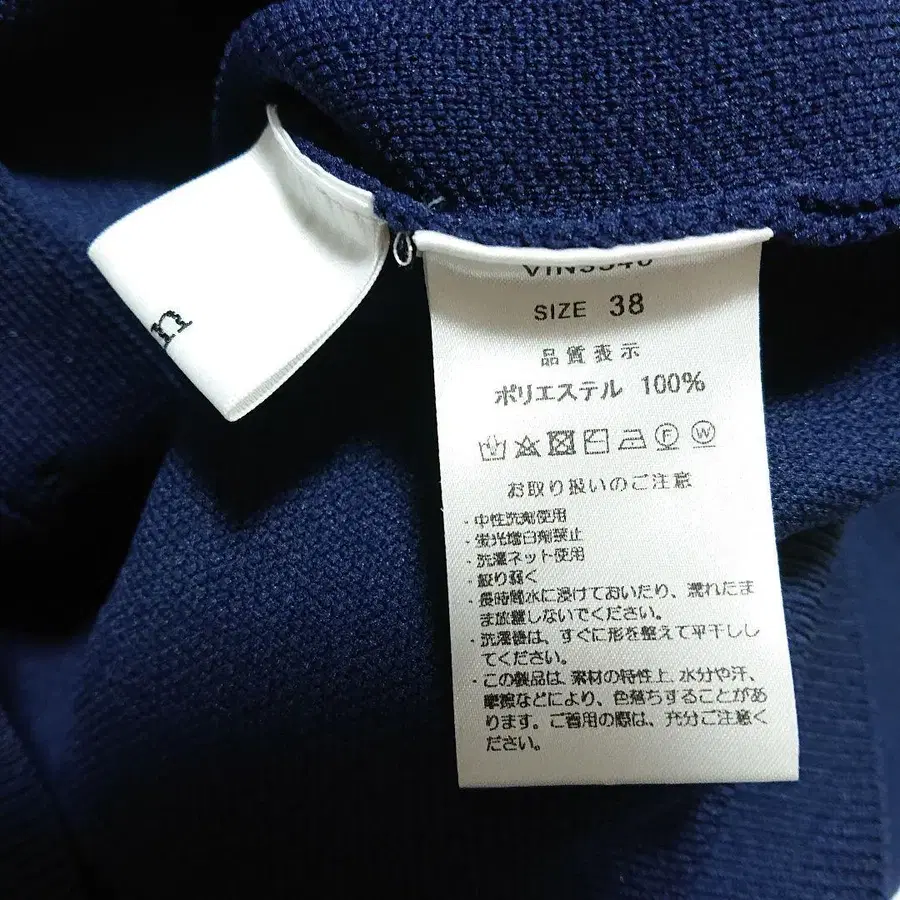 n
SIZE 38
品質表示
ポリエステル 100%
F W
お取り扱いのご注意
・中性洗剤使用
・蛍光増白剤禁止
・洗濯ネット使用
・絞り弱く
・長時間水に浸けておいたり、濡れたま
ま放置しないでください。
・洗濯後は、すぐに形を整えて平干しし
てください。
・この製品は、素材の特性上、水分や汗、
摩擦などにより、色落ちすることがあ
ります。ご着用の際は、充分ご注意く
ださい。